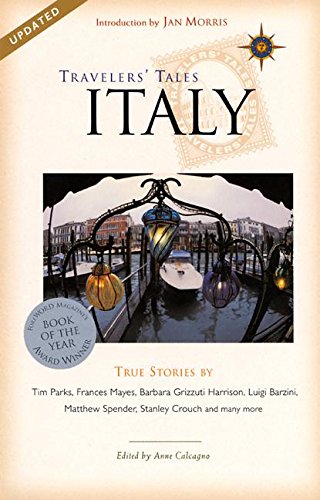 UPDATED
Introduction by JAN MORRIS
TRAVELERS' TALES
ITALY
TRAVELERS' TALES
FOREWORD Magazine's
BOOK OF THE YEAR
AWARD WINNER
TRUE STORIES BY
Tim Parks, Frances Mayes, Barbara Grizzuti Harrison, Luigi Barzini,
Matthew Spender, Stanley Crouch and many more
Edited by Anne Calcagno